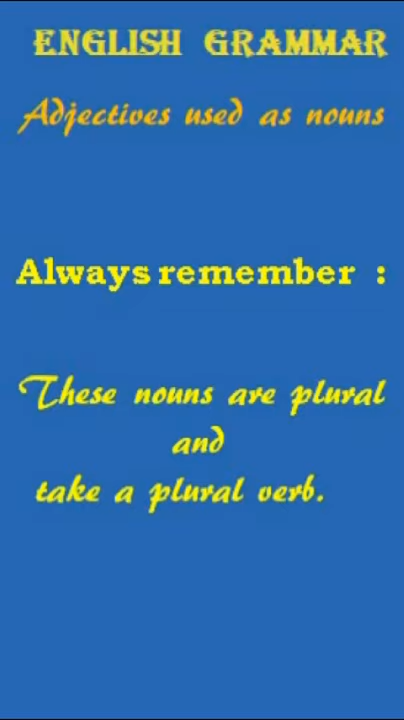 ENGLISH GRAMMAR
Adjectives used as nouns
Always remember :
These nouns are plural
and
take a plural verb.